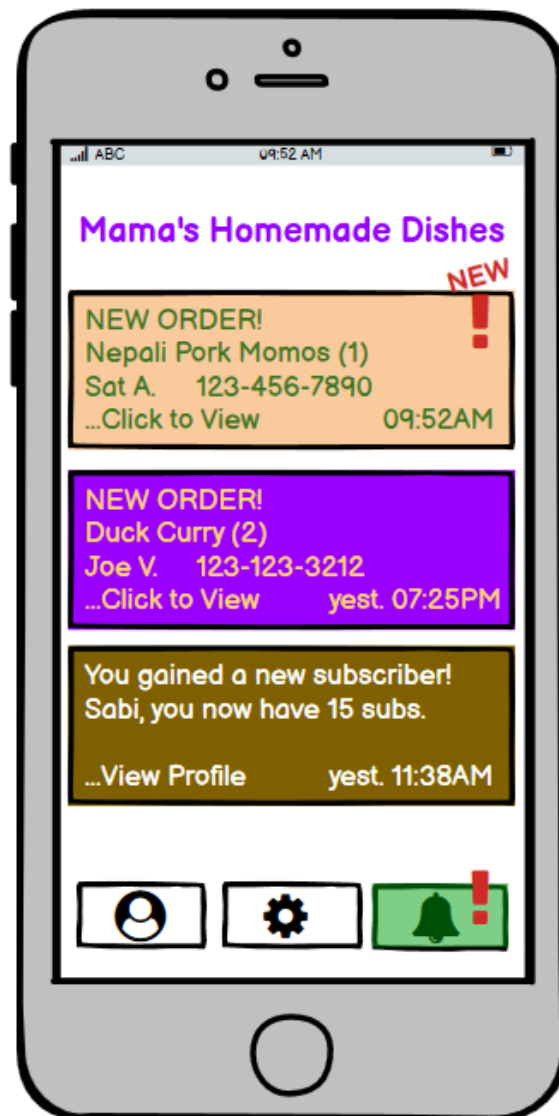 ABC 09:52 AM
Mama's Homemade Dishes
NEW
!
NEW ORDER!
Nepali Pork Momos (1)
Sat A. 123-456-7890
...Click to View 09:52AM
NEW ORDER!
Duck Curry (2)
Joe V. 123-123-3212
...Click to View yest. 07:25PM
You gained a new subscriber!
Sabi, you now have 15 subs.
...View Profile yest. 11:38AM
!